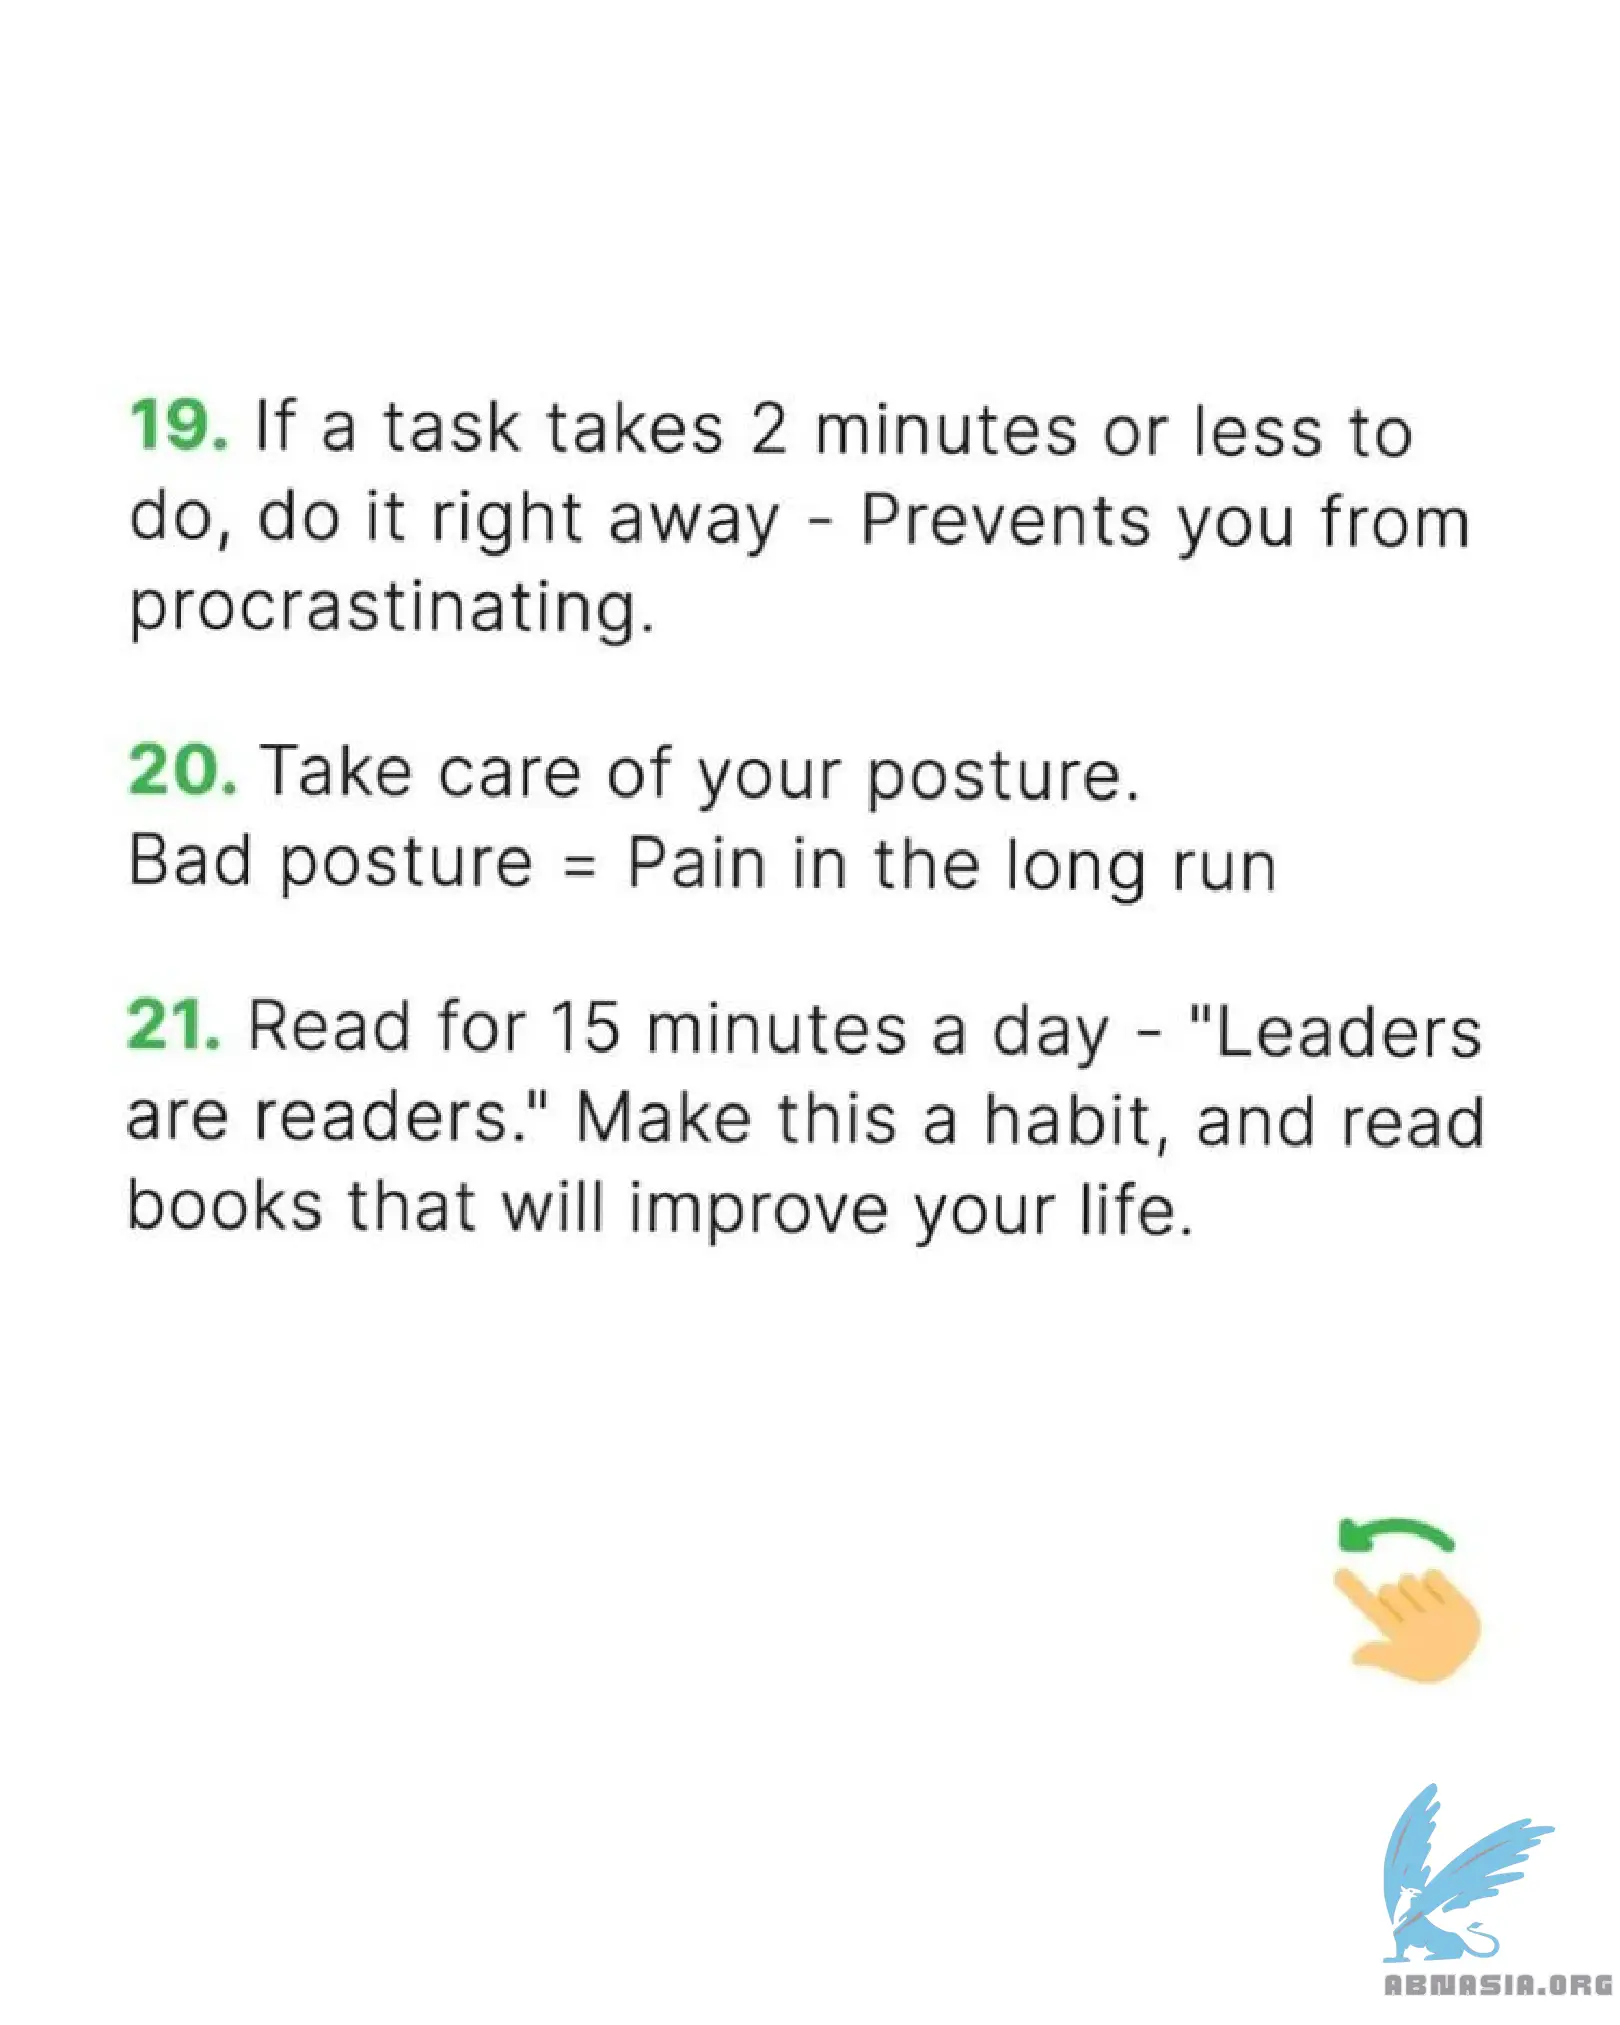 19. If a task takes 2 minutes or less to
do, do it right away - Prevents you from
procrastinating.
20. Take care of your posture.
Bad posture = Pain in the long run
21. Read for 15 minutes a day - "Leaders
are readers." Make this a habit, and read
books that will improve your life.
ABNASIA.ORG